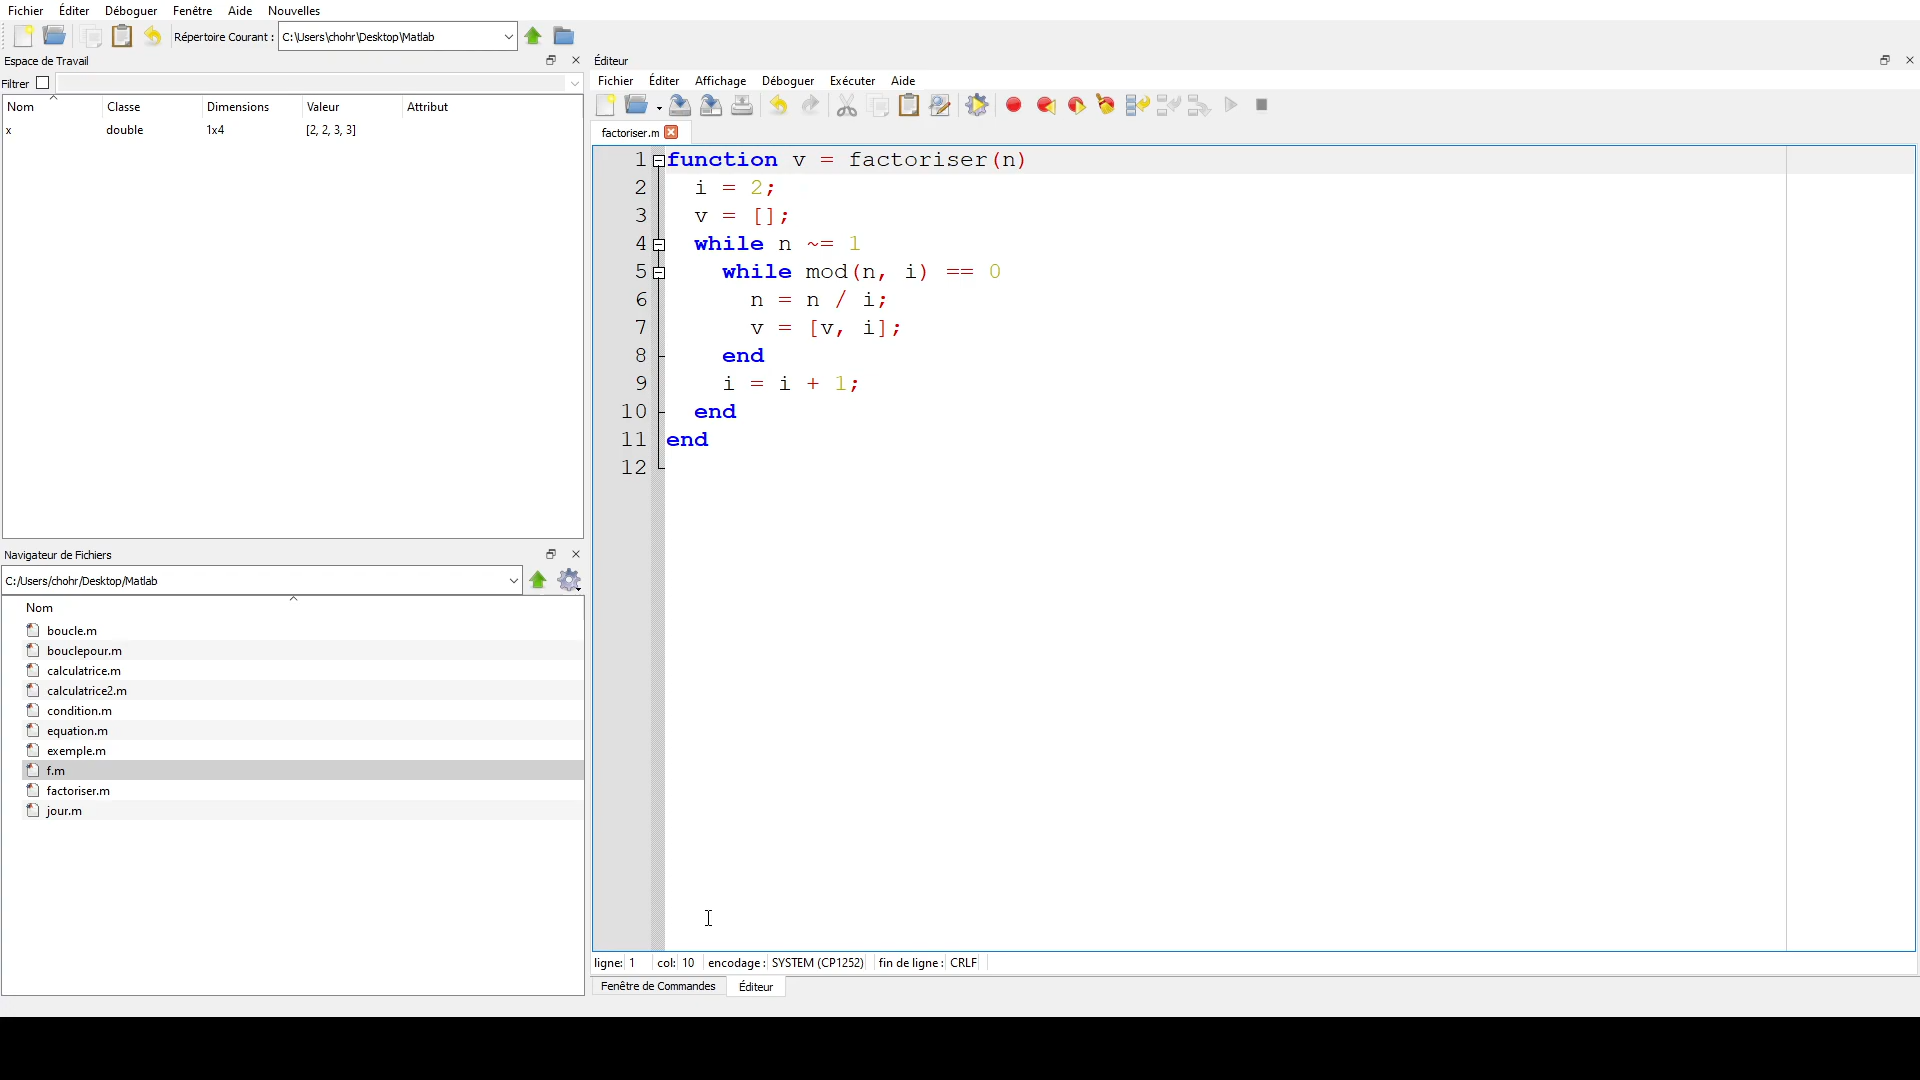 Fichier Éditer Déboguer Fenêtre Aide Nouvelles
Répertoire Courant : C:\Users\chohr\Desktop\Matlab
Espace de Travail
Filtrer
Nom Classe Dimensions Valeur Attribut
x double 1x4 [2, 2, 3, 3]
Navigateur de Fichiers
C:/Users/chohr/Desktop/Matlab
Nom
boucle.m
bouclepour.m
calculatrice.m
calculatrice2.m
condition.m
equation.m
exemple.m
f.m
factoriser.m
jour.m
Éditeur
Fichier Éditer Affichage Déboguer Exécuter Aide
factoriser.m
1 function v = factoriser(n)
2 i = 2;
3 v = [];
4 while n ~= 1
5 while mod(n, i) == 0
6 n = n / i;
7 v = [v, i];
8 end
9 i = i + 1;
10 end
11 end
12
ligne: 1 col: 10 encodage : SYSTEM (CP1252) fin de ligne : CRLF
Fenêtre de Commandes Éditeur